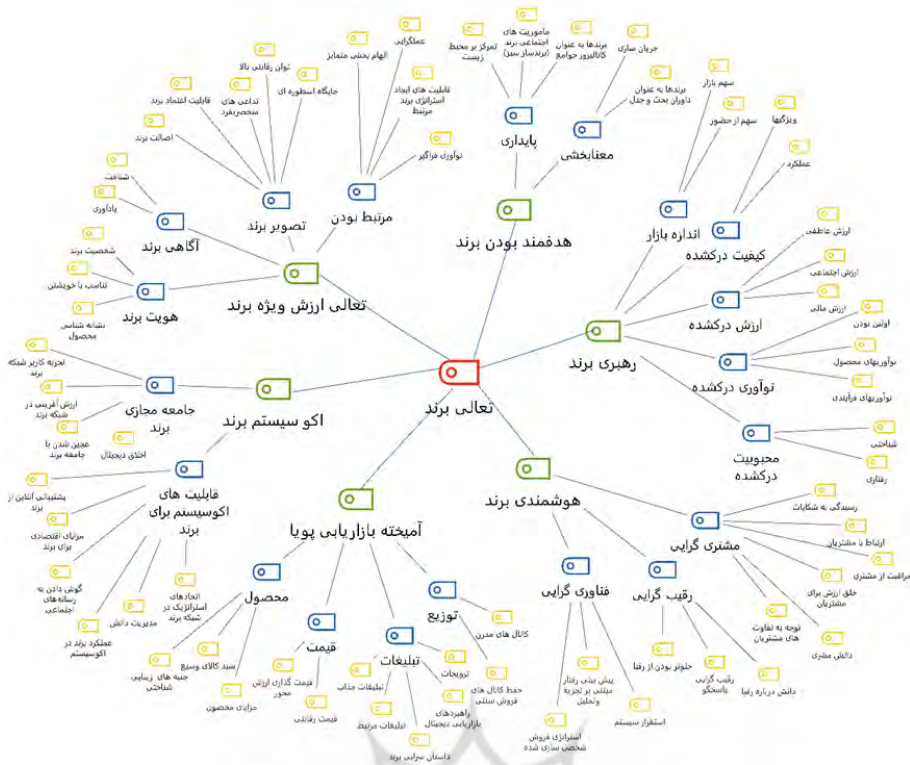 عملگرایی
الهام بخشی متمایز
توان رقابتی بالا
جایگاه اسطوره ای
تداعی های
منحصربفرد
قابلیت اعتماد برند
اصالت برند
قابلیت های ایجاد
استراتژی برند
مرتبط
نوآوری فراگیر
تمرکز بر محیط
زیست
ماموریت های
اجتماعی برند
(برندساز سبز)
برندها به عنوان
کاتالیزور جوامع
جریان سازی
برندها به عنوان
داوران بحث و جدل
سهم بازار
سهم از حضور
ویژگیها
عملکرد
پایداری
معنابخشی
هدفمند بودن برند
شناخت
یادآوری
آگاهی برند
تصویر برند
مرتبط بودن
شخصیت برند
تناسب با خویشتن
نشانه شناسی
محصول
هویت برند
تعالی ارزش ویژه برند
اندازه بازار
کیفیت درکشده
ارزش عاطفی
ارزش اجتماعی
ارزش مالی
ارزش درکشده
رهبری برند
اولین بودن
نوآوریهای محصول
نوآوریهای فرآیندی
نوآوری درکشده
شناختی
رفتاری
محبوبیت
درکشده
تعالی برند
تجربه کاربر شبکه
برند
ارزش آفرینی در
شبکه برند
عجین شدن با
جامعه برند
جامعه مجازی
برند
اکو سیستم برند
اخلاق دیجیتال
پشتیبانی آنلاین از
برند
مزایای اقتصادی
برای برند
گوش دادن به
رسانه‌های
اجتماعی
عملکرد برند در
اکوسیستم
مدیریت دانش
اتحادهای
استراتژیک در
شبکه برند
قابلیت های
اکوسیستم برای
برند
آمیخته بازاریابی پویا
هوشمندی برند
محصول
قیمت
تبلیغات
توزیع
جنبه های زیبایی
شناختی
سبد کالای وسیع
مزایای محصول
قیمت گذاری ارزش
محور
قیمت رقابتی
تبلیغات جذاب
تبلیغات مرتبط
داستان سرایی برند
راهبردهای
بازاریابی دیجیتال
ترویجات
کانال های مدرن
حفظ کانال های
فروش سنتی
فناوری گرایی
رقیب گرایی
مشتری گرایی
استراتژی فروش
شخصی سازی شده
پیش بینی رفتار
مبتنی بر تجزیه
وتحلیل
استقرار سیستم
جلوتر بودن از رقبا
رقیب گرایی
پاسخگو
دانش درباره رقبا
رسیدگی به شکایات
ارتباط با مشتریان
مراقبت از مشتری
خلق ارزش برای
مشتریان
دانش مشری
توجه به تفاوت
های مشتریان